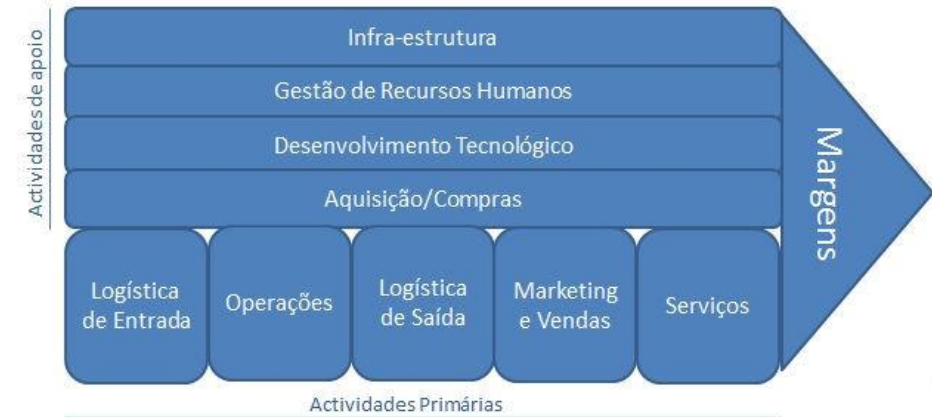 Actividades de apoio
Infra-estrutura
Gestão de Recursos Humanos
Desenvolvimento Tecnológico
Aquisição/Compras
Logística
de Entrada
Operações
Logística
de Saída
Marketing
e Vendas
Serviços
Margens
Actividades Primárias